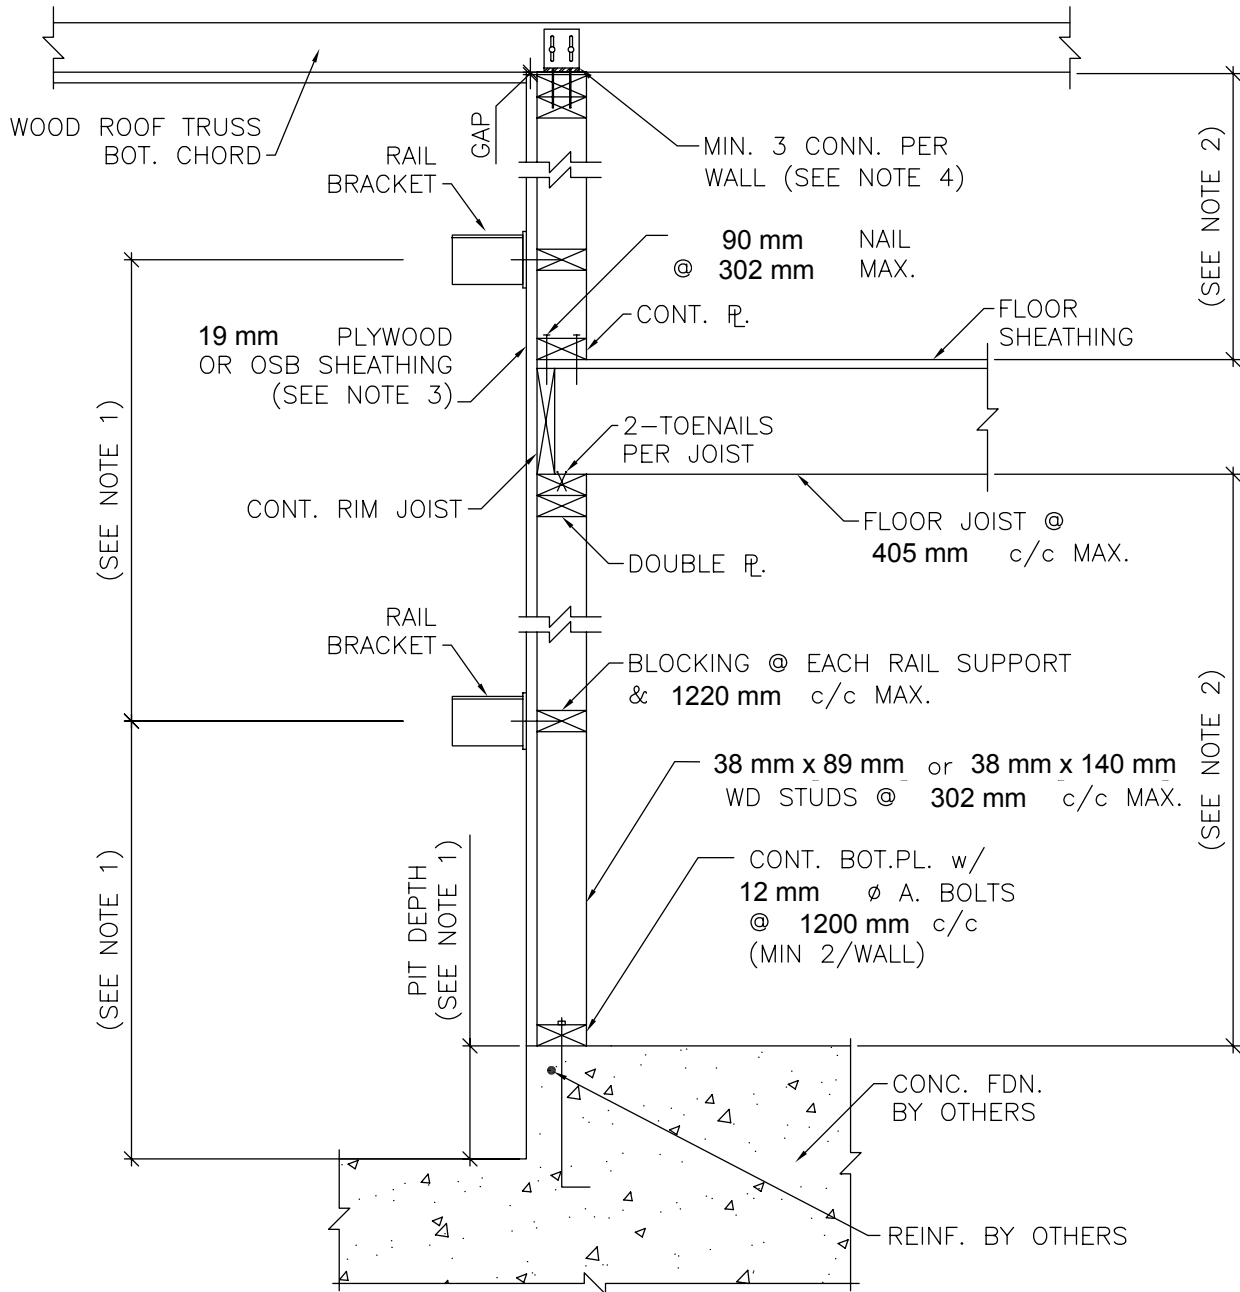 WOOD ROOF TRUSS
BOT. CHORD
GAP
RAIL
BRACKET
MIN. 3 CONN. PER
WALL (SEE NOTE 4)
(SEE NOTE 2)
90 mm NAIL
@ 302 mm MAX.
CONT. PL.
FLOOR
SHEATHING
19 mm PLYWOOD
OR OSB SHEATHING
(SEE NOTE 3)
(SEE NOTE 1)
2-TOENAILS
PER JOIST
CONT. RIM JOIST
FLOOR JOIST @
405 mm c/c MAX.
DOUBLE PL.
RAIL
BRACKET
BLOCKING @ EACH RAIL SUPPORT
& 1220 mm c/c MAX.
(SEE NOTE 2)
38 mm x 89 mm or 38 mm x 140 mm
WD STUDS @ 302 mm c/c MAX.
(SEE NOTE 1)
PIT DEPTH
(SEE NOTE 1)
CONT. BOT.PL. w/
12 mm ø A. BOLTS
@ 1200 mm c/c
(MIN 2/WALL)
CONC. FDN.
BY OTHERS
REINF. BY OTHERS